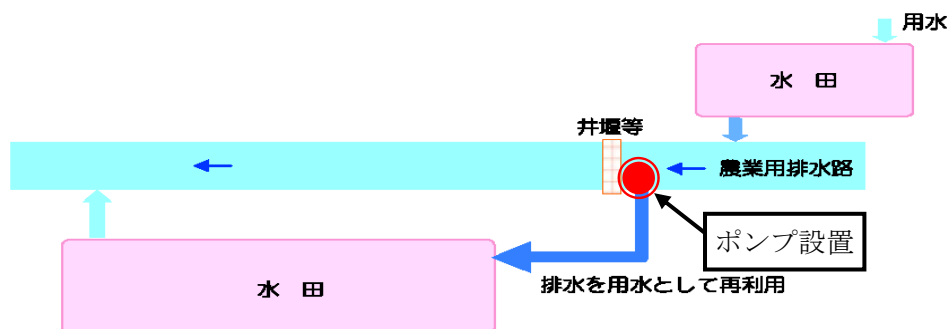 用水
水 田
井堰等
農業用排水路
ポンプ設置
排水を用水として再利用
水 田